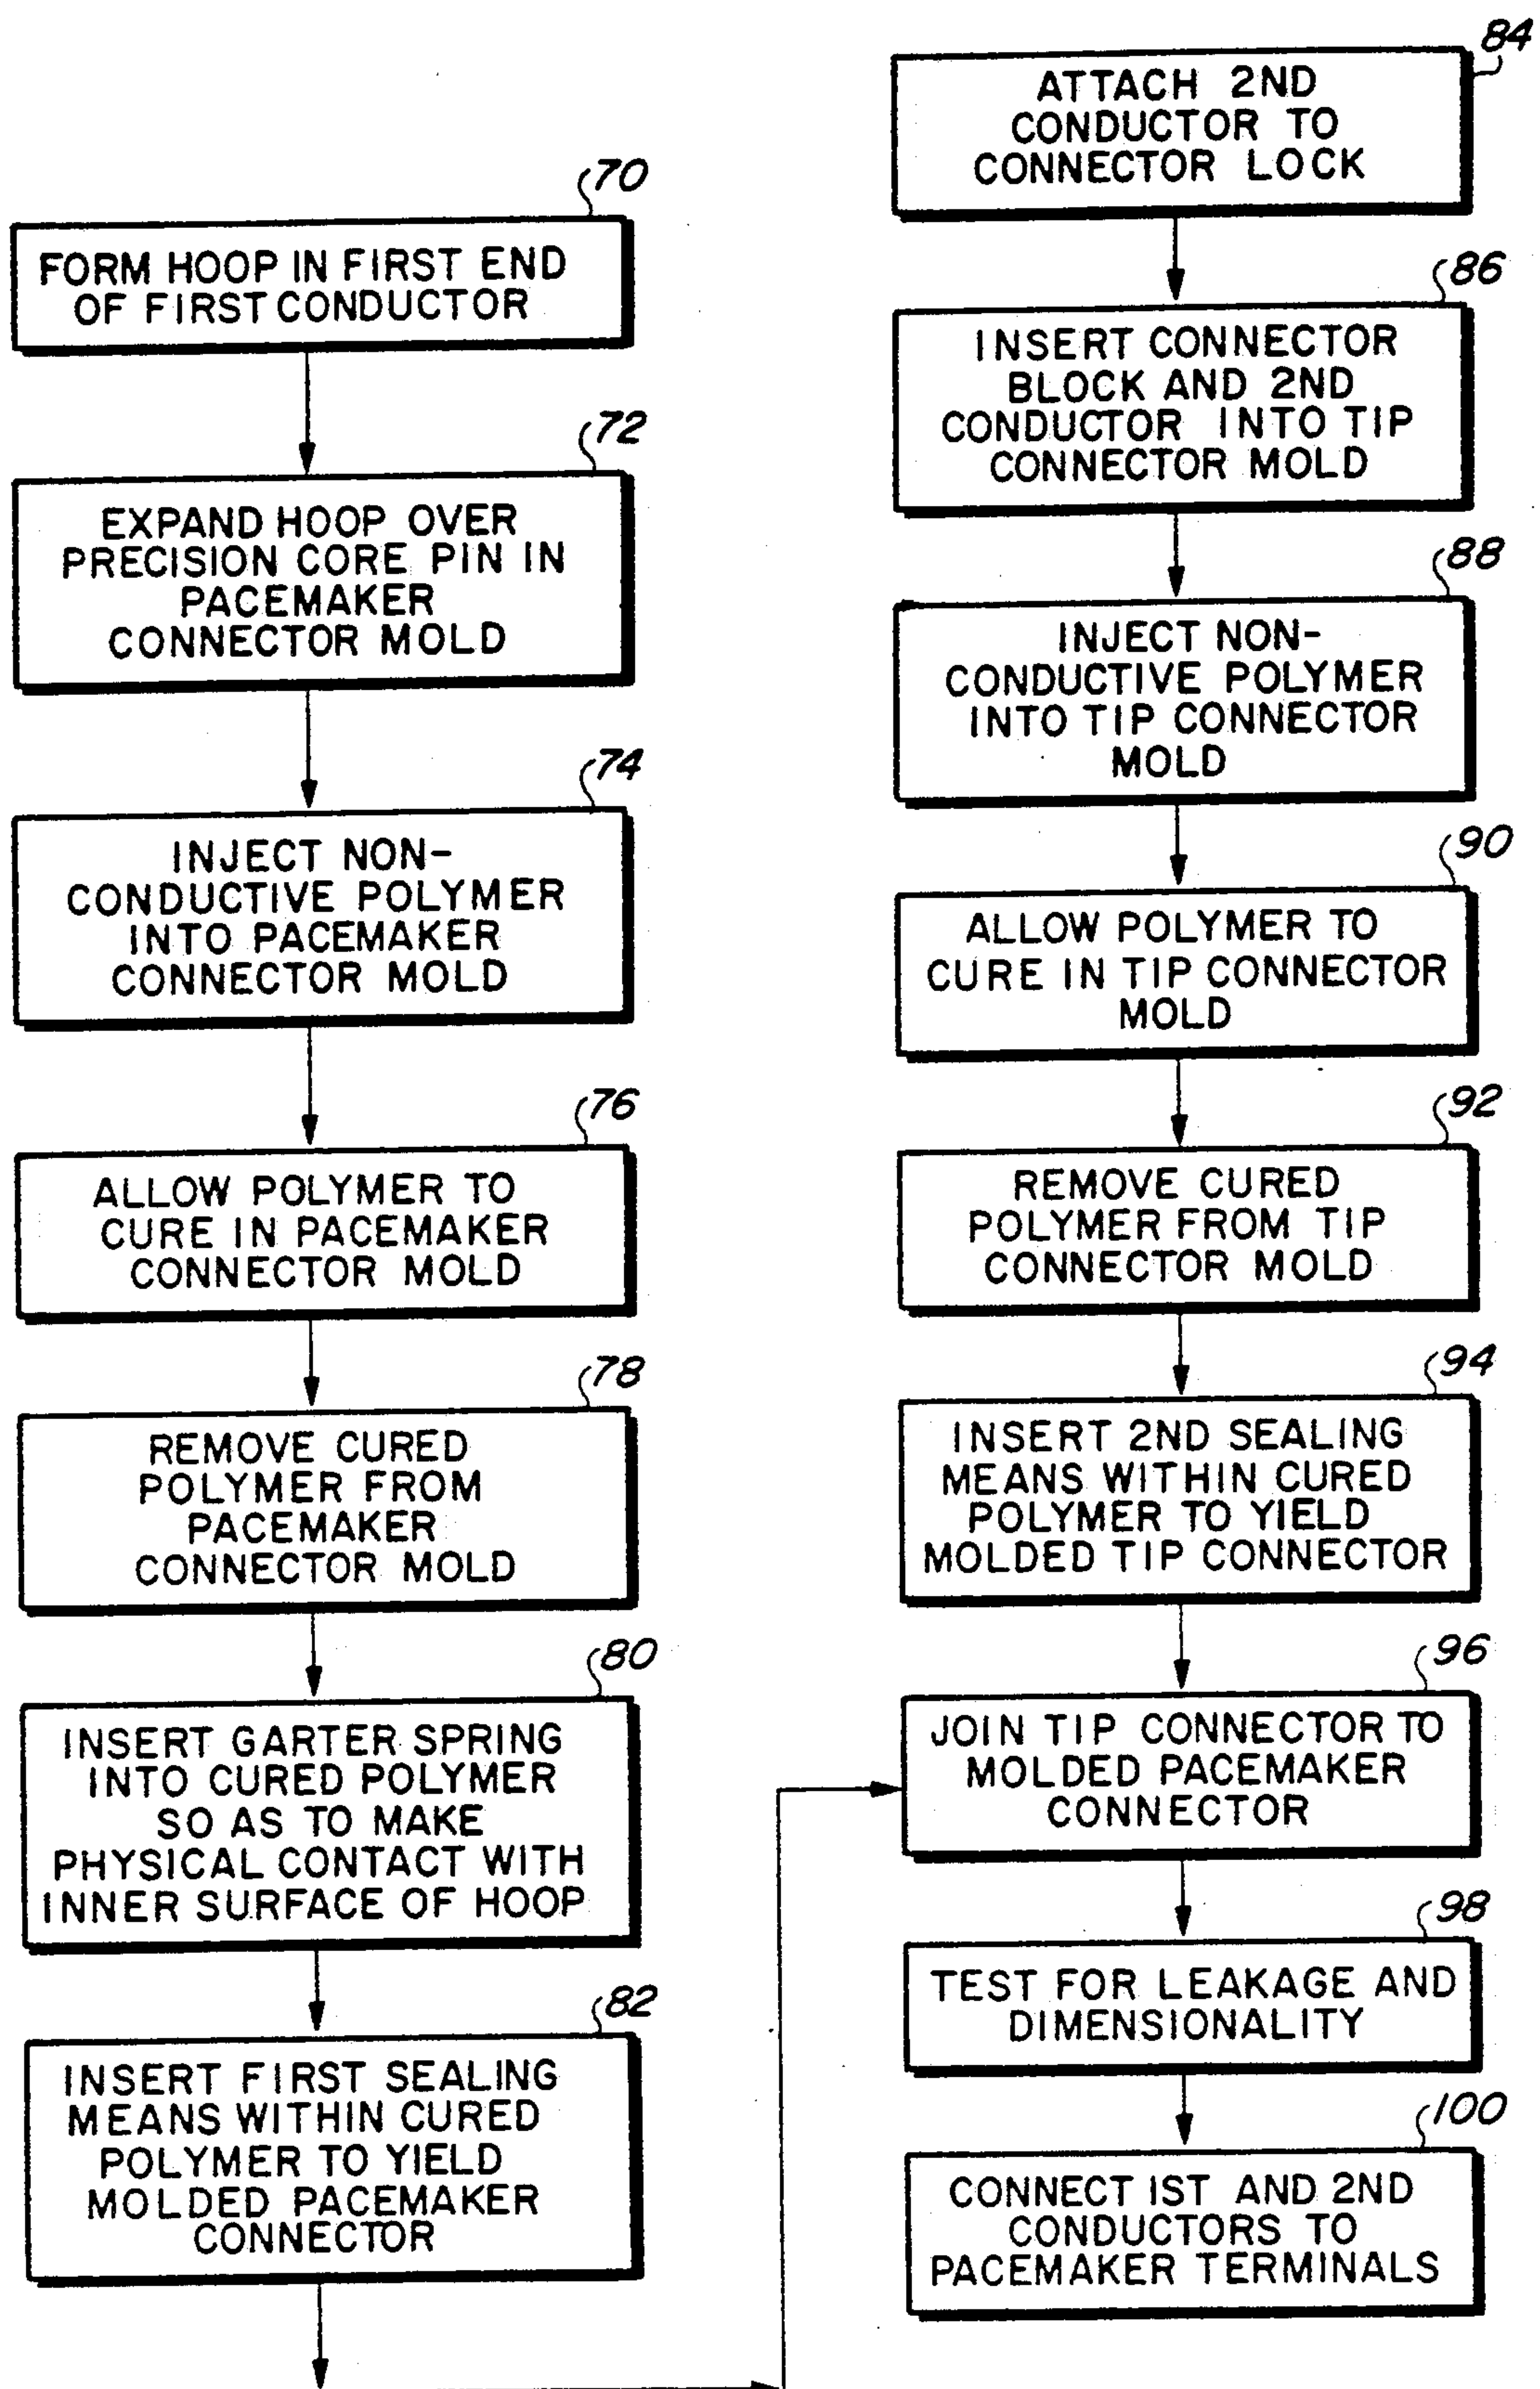 70
FORM HOOP IN FIRST END
OF FIRST CONDUCTOR
72
EXPAND HOOP OVER
PRECISION CORE PIN IN
PACEMAKER
CONNECTOR MOLD
74
INJECT NON-
CONDUCTIVE POLYMER
INTO PACEMAKER
CONNECTOR MOLD
76
ALLOW POLYMER TO
CURE IN PACEMAKER
CONNECTOR MOLD
78
REMOVE CURED
POLYMER FROM
PACEMAKER
CONNECTOR MOLD
80
INSERT GARTER SPRING
INTO CURED POLYMER
SO AS TO MAKE
PHYSICAL CONTACT WITH
INNER SURFACE OF HOOP
82
INSERT FIRST SEALING
MEANS WITHIN CURED
POLYMER TO YIELD
MOLDED PACEMAKER
CONNECTOR
84
ATTACH 2ND
CONDUCTOR TO
CONNECTOR LOCK
86
INSERT CONNECTOR
BLOCK AND 2ND
CONDUCTOR INTO TIP
CONNECTOR MOLD
88
INJECT NON-
CONDUCTIVE POLYMER
INTO TIP CONNECTOR
MOLD
90
ALLOW POLYMER TO
CURE IN TIP CONNECTOR
MOLD
92
REMOVE CURED
POLYMER FROM TIP
CONNECTOR MOLD
94
INSERT 2ND SEALING
MEANS WITHIN CURED
POLYMER TO YIELD
MOLDED TIP CONNECTOR
96
JOIN TIP CONNECTOR TO
MOLDED PACEMAKER
CONNECTOR
98
TEST FOR LEAKAGE AND
DIMENSIONALITY
100
CONNECT 1ST AND 2ND
CONDUCTORS TO
PACEMAKER TERMINALS